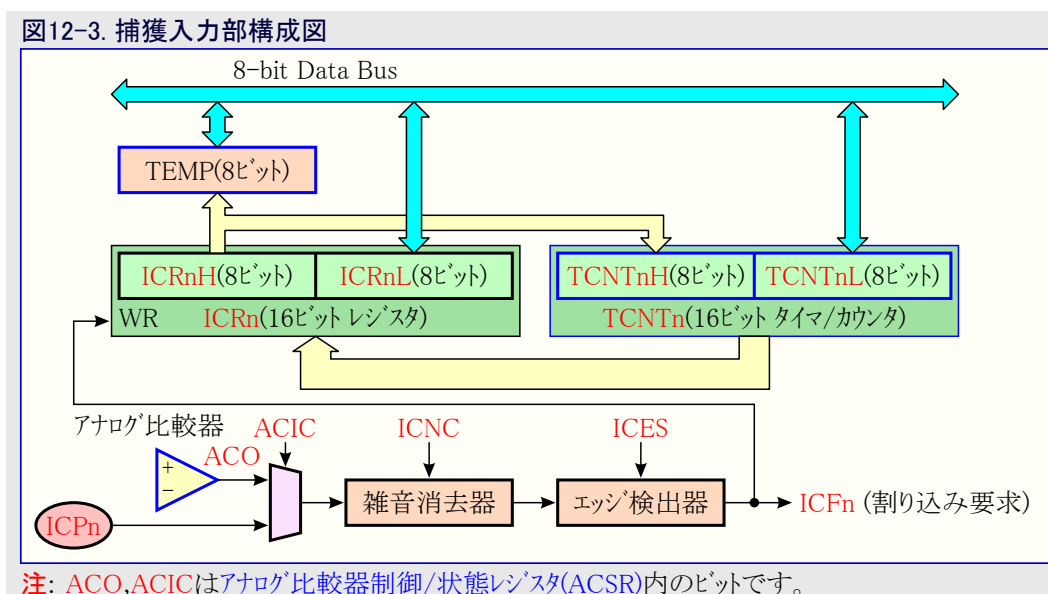 図12-3. 捕獲入力部構成図
8-bit Data Bus
TEMP(8ﾋﾞｯﾄ)
ICRnH(8ﾋﾞｯﾄ) ICRnL(8ﾋﾞｯﾄ) TCNTnH(8ﾋﾞｯﾄ) TCNTnL(8ﾋﾞｯﾄ)
WR ICRn(16ﾋﾞｯﾄ ﾚｼﾞｽﾀ) TCNTn(16ﾋﾞｯﾄ ﾀｲﾏ/ｶｳﾝﾀ)
ｱﾅﾛｸﾞ比較器 ACIC ICNC ICES
+ ACO
−
雑音消去器 ｴｯｼﾞ検出器 ICFn (割り込み要求)
ICPn
注: ACO,ACICはｱﾅﾛｸﾞ比較器制御/状態ﾚｼﾞｽﾀ(ACSR)内のﾋﾞｯﾄです。